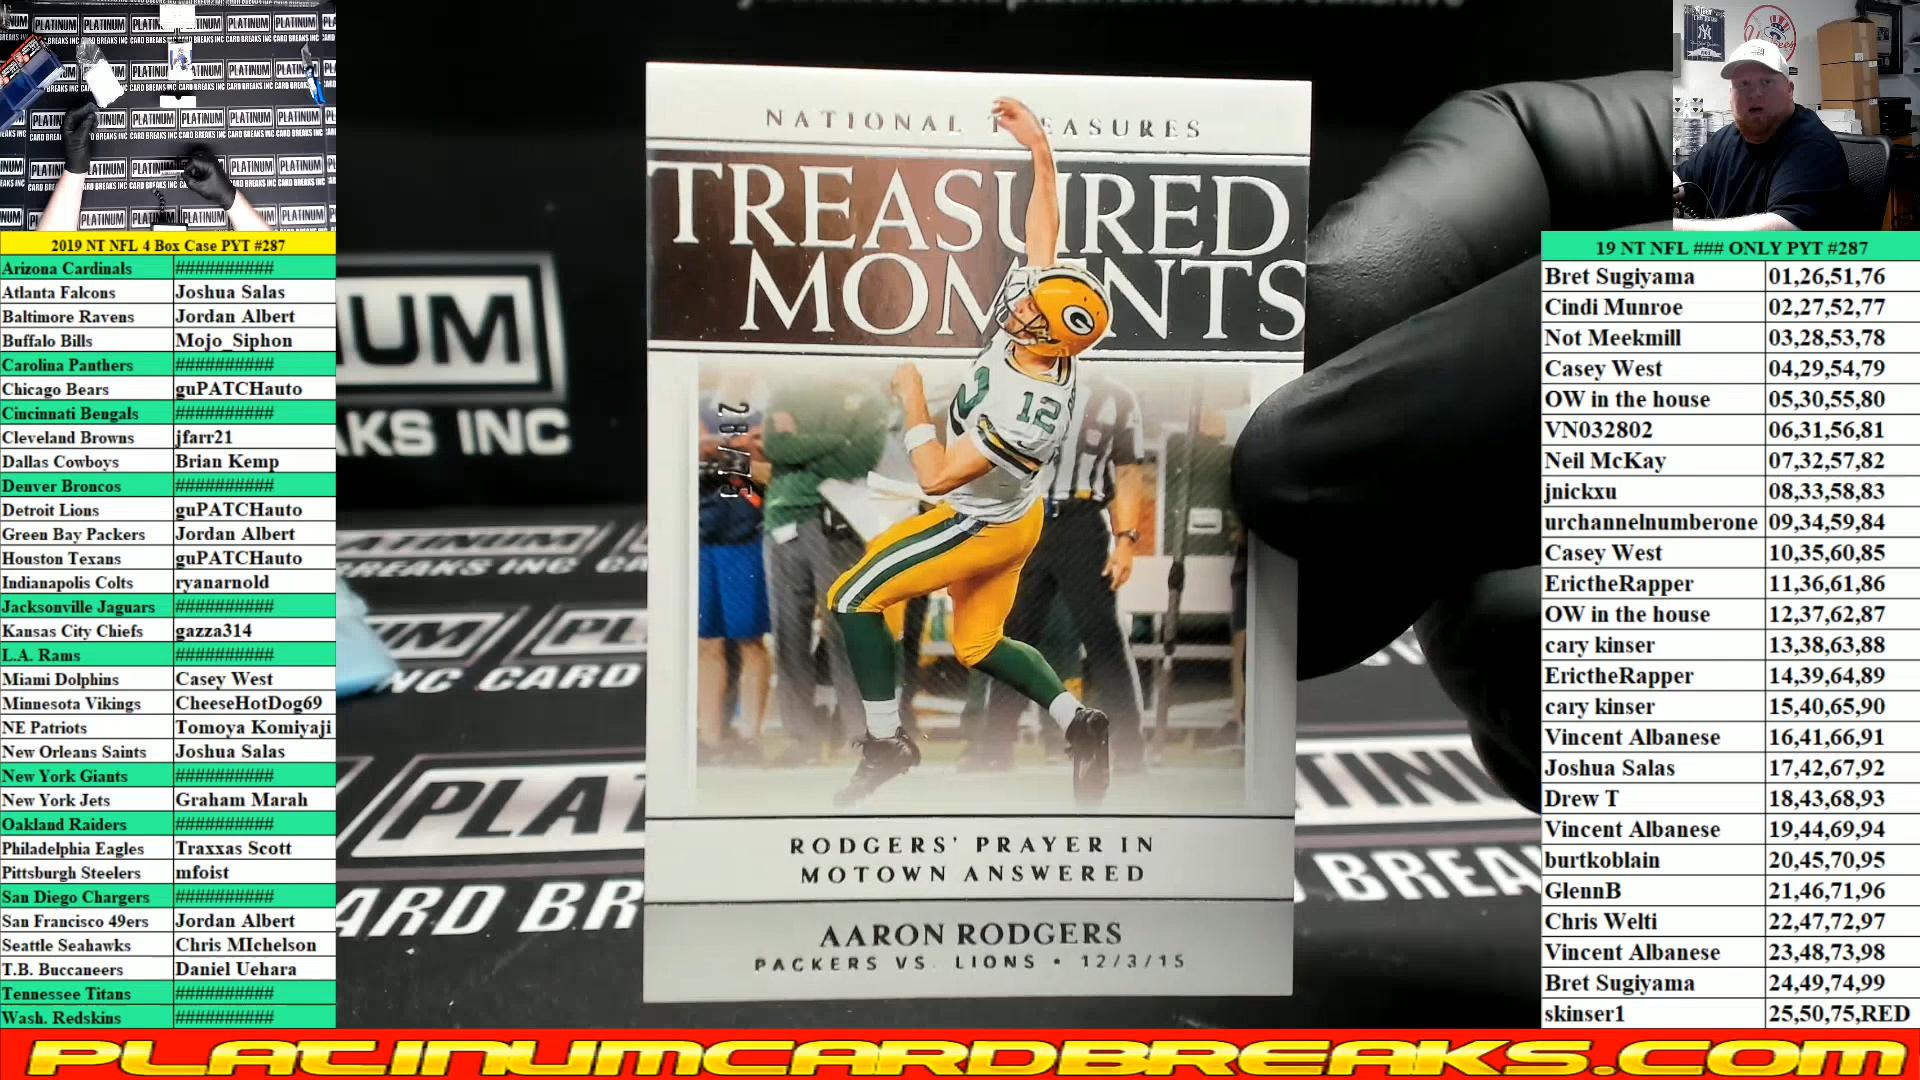 2019 NT NFL 4 Box Case PYT #287
Arizona Cardinals ##########
Atlanta Falcons Joshua Salas
Baltimore Ravens Jordan Albert
Buffalo Bills Mojo_Siphon
Carolina Panthers ##########
Chicago Bears guPATCHauto
Cincinnati Bengals ##########
Cleveland Browns jfarr21
Dallas Cowboys Brian Kemp
Denver Broncos ##########
Detroit Lions guPATCHauto
Green Bay Packers Jordan Albert
Houston Texans guPATCHauto
Indianapolis Colts ryanarnold
Jacksonville Jaguars ##########
Kansas City Chiefs gazza314
L.A. Rams ##########
Miami Dolphins Casey West
Minnesota Vikings CheeseHotDog69
NE Patriots Tomoya Komiyaji
New Orleans Saints Joshua Salas
New York Giants ##########
New York Jets Graham Marah
Oakland Raiders ##########
Philadelphia Eagles Traxxas Scott
Pittsburgh Steelers mfoist
San Diego Chargers ##########
San Francisco 49ers Jordan Albert
Seattle Seahawks Chris MIchelson
T.B. Buccaneers Daniel Uehara
Tennessee Titans ##########
Wash. Redskins ##########
NATIONAL TREASURES
TREASURED
MOMENTS
28/75
12
G
RODGERS' PRAYER IN
MOTOWN ANSWERED
AARON RODGERS
PACKERS VS. LIONS • 12/3/15
19 NT NFL ### ONLY PYT #287
Bret Sugiyama 01,26,51,76
Cindi Munroe 02,27,52,77
Not Meekmill 03,28,53,78
Casey West 04,29,54,79
OW in the house 05,30,55,80
VN032802 06,31,56,81
Neil McKay 07,32,57,82
jnickxu 08,33,58,83
urchannelnumberone 09,34,59,84
Casey West 10,35,60,85
ErictheRapper 11,36,61,86
OW in the house 12,37,62,87
cary kinser 13,38,63,88
ErictheRapper 14,39,64,89
cary kinser 15,40,65,90
Vincent Albanese 16,41,66,91
Joshua Salas 17,42,67,92
Drew T 18,43,68,93
Vincent Albanese 19,44,69,94
burtkoblain 20,45,70,95
GlennB 21,46,71,96
Chris Welti 22,47,72,97
Vincent Albanese 23,48,73,98
Bret Sugiyama 24,49,74,99
skinser1 25,50,75,RED
PLATINUMCARDBREAKS.COM